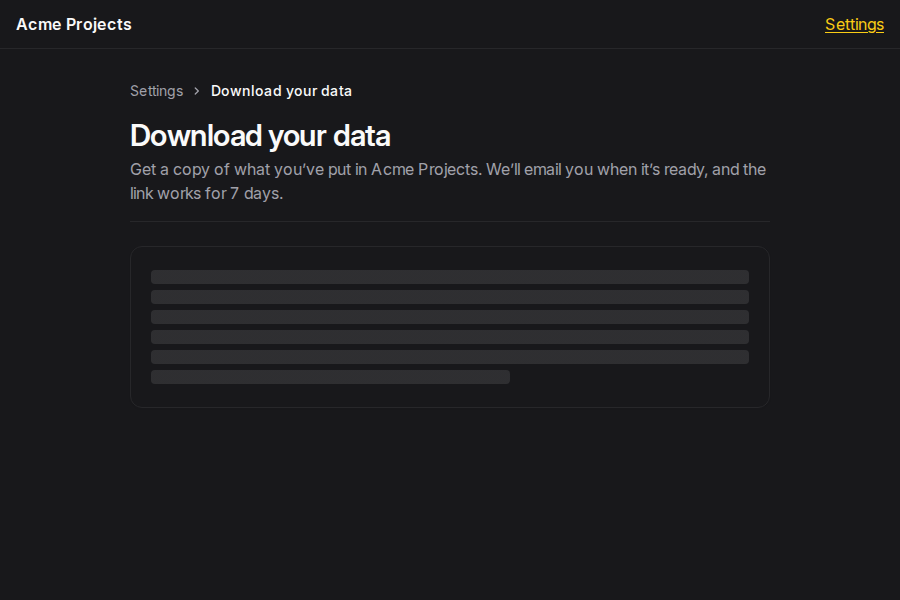 Acme Projects
Settings
Settings > Download your data
Download your data
Get a copy of what you’ve put in Acme Projects. We’ll email you when it’s ready, and the
link works for 7 days.